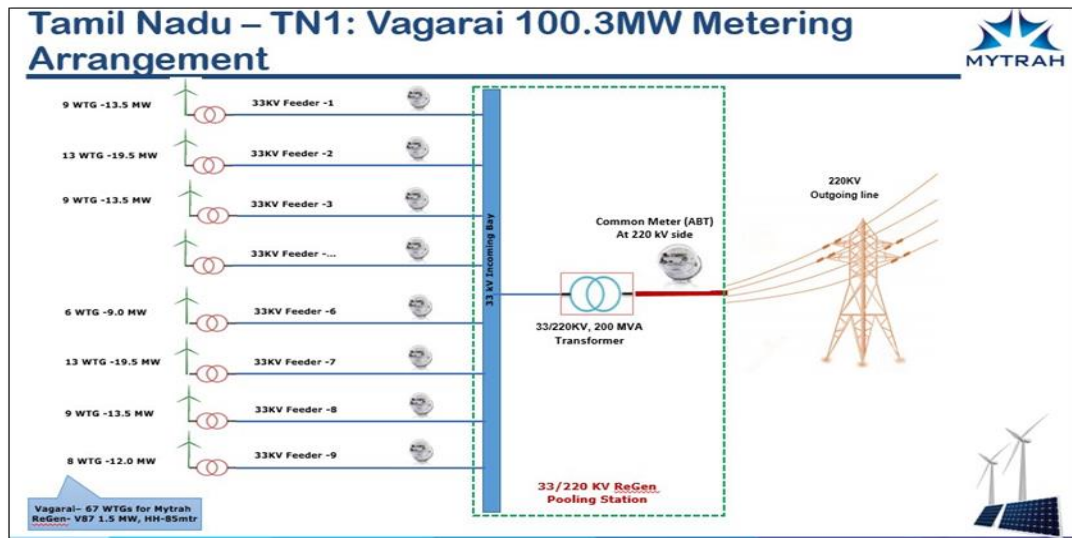 Tamil Nadu – TN1: Vagarai 100.3MW Metering
Arrangement
MYTRAH
9 WTG -13.5 MW
33KV Feeder -1
13 WTG -19.5 MW
33KV Feeder -2
9 WTG -13.5 MW
33KV Feeder -3
33KV Feeder -...
6 WTG -9.0 MW
33KV Feeder -6
13 WTG -19.5 MW
33KV Feeder -7
9 WTG -13.5 MW
33KV Feeder -8
8 WTG -12.0 MW
33KV Feeder -9
33 kV Incoming Bay
Common Meter (ABT)
At 220 kV side
33/220KV, 200 MVA
Transformer
220KV
Outgoing line
33/220 KV ReGen
Pooling Station
Vagarai– 67 WTGs for Mytrah
ReGen- V87 1.5 MW, HH-85mtr